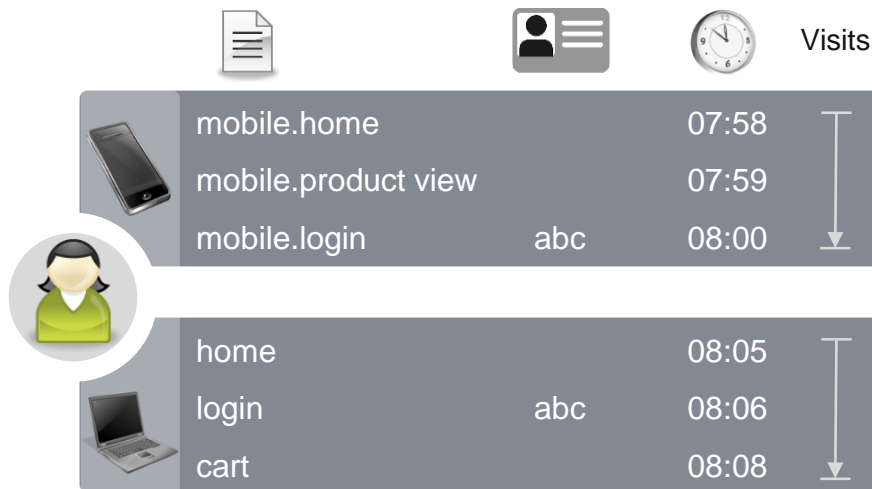 Visits
mobile.home 07:58
mobile.product view 07:59
mobile.login abc 08:00
home 08:05
login abc 08:06
cart 08:08